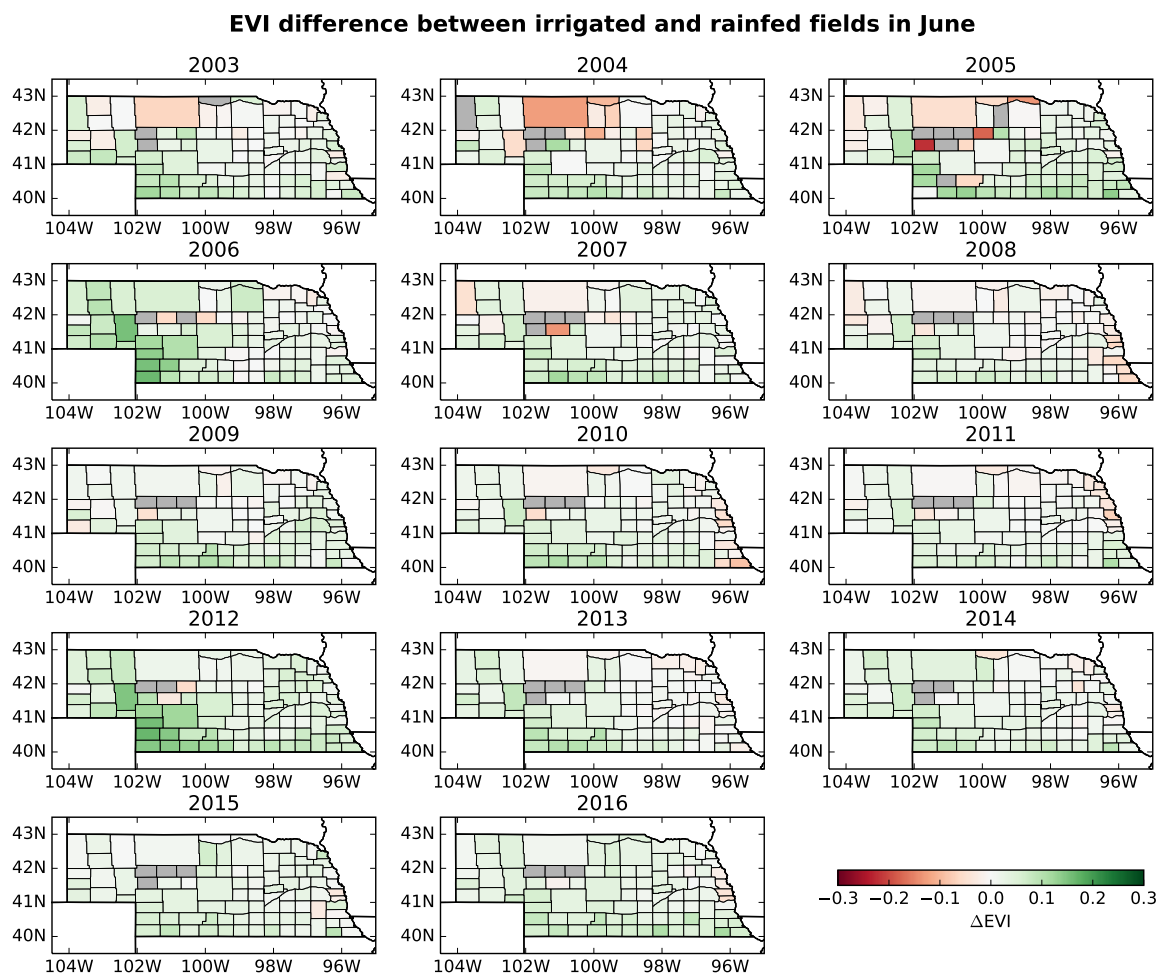 EVI difference between irrigated and rainfed fields in June
2003 2004 2005
43N 43N 43N
42N 42N 42N
41N 41N 41N
40N 40N 40N
104W 102W 100W 98W 96W 104W 102W 100W 98W 96W 104W 102W 100W 98W 96W
2006 2007 2008
43N 43N 43N
42N 42N 42N
41N 41N 41N
40N 40N 40N
104W 102W 100W 98W 96W 104W 102W 100W 98W 96W 104W 102W 100W 98W 96W
2009 2010 2011
43N 43N 43N
42N 42N 42N
41N 41N 41N
40N 40N 40N
104W 102W 100W 98W 96W 104W 102W 100W 98W 96W 104W 102W 100W 98W 96W
2012 2013 2014
43N 43N 43N
42N 42N 42N
41N 41N 41N
40N 40N 40N
104W 102W 100W 98W 96W 104W 102W 100W 98W 96W 104W 102W 100W 98W 96W
2015 2016
43N 43N
42N 42N
41N 41N
40N 40N
104W 102W 100W 98W 96W 104W 102W 100W 98W 96W
−0.3 −0.2 −0.1 0.0 0.1 0.2 0.3
ΔEVI